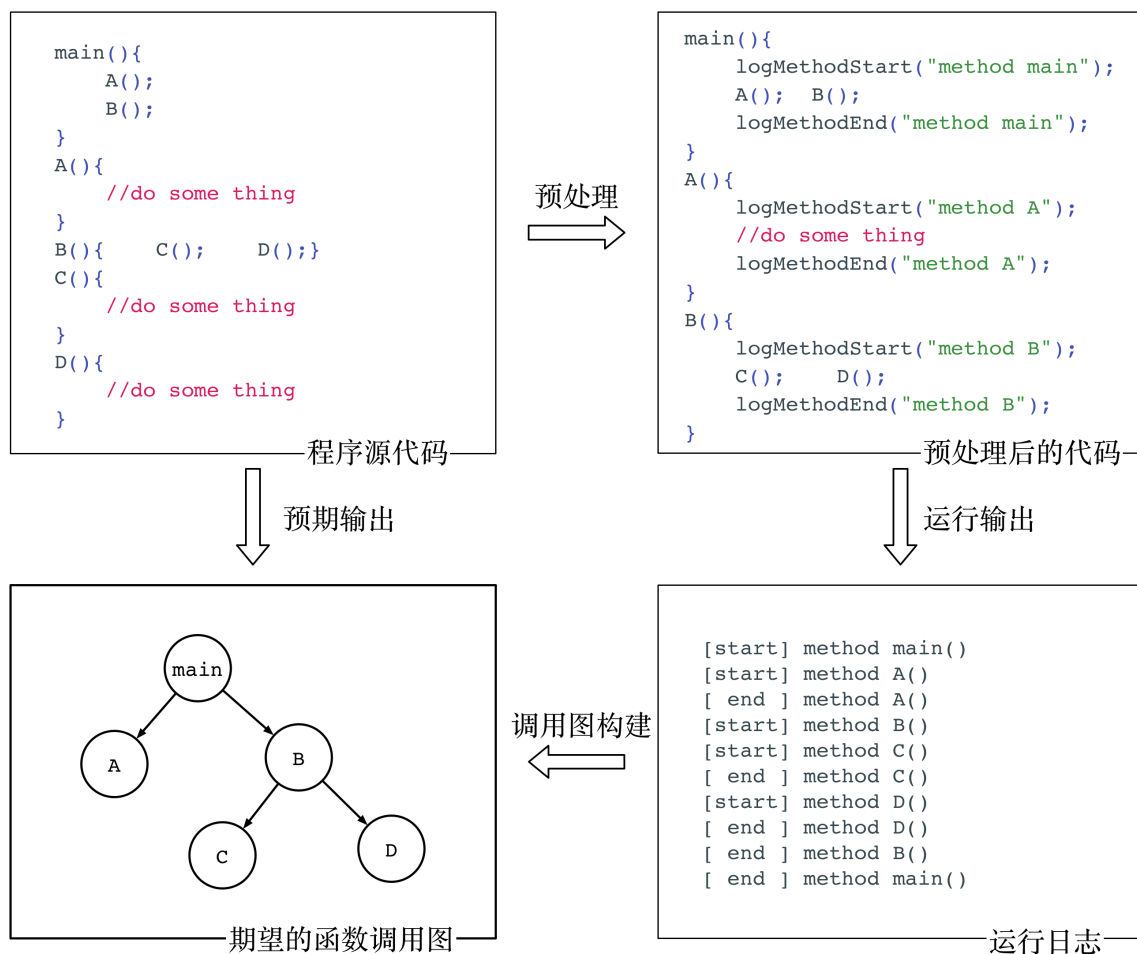 main(){
A();
B();
}
A(){
//do some thing
}
B(){    C();    D();}
C(){
//do some thing
}
D(){
//do some thing
}
程序源代码
预处理
main(){
logMethodStart("method main");
A();  B();
logMethodEnd("method main");
}
A(){
logMethodStart("method A");
//do some thing
logMethodEnd("method A");
}
B(){
logMethodStart("method B");
C();    D();
logMethodEnd("method B");
}
预处理后的代码
预期输出
运行输出
main
A
B
C
D
期望的函数调用图
调用图构建
[start] method main()
[start] method A()
[ end ] method A()
[start] method B()
[start] method C()
[ end ] method C()
[start] method D()
[ end ] method D()
[ end ] method B()
[ end ] method main()
运行日志